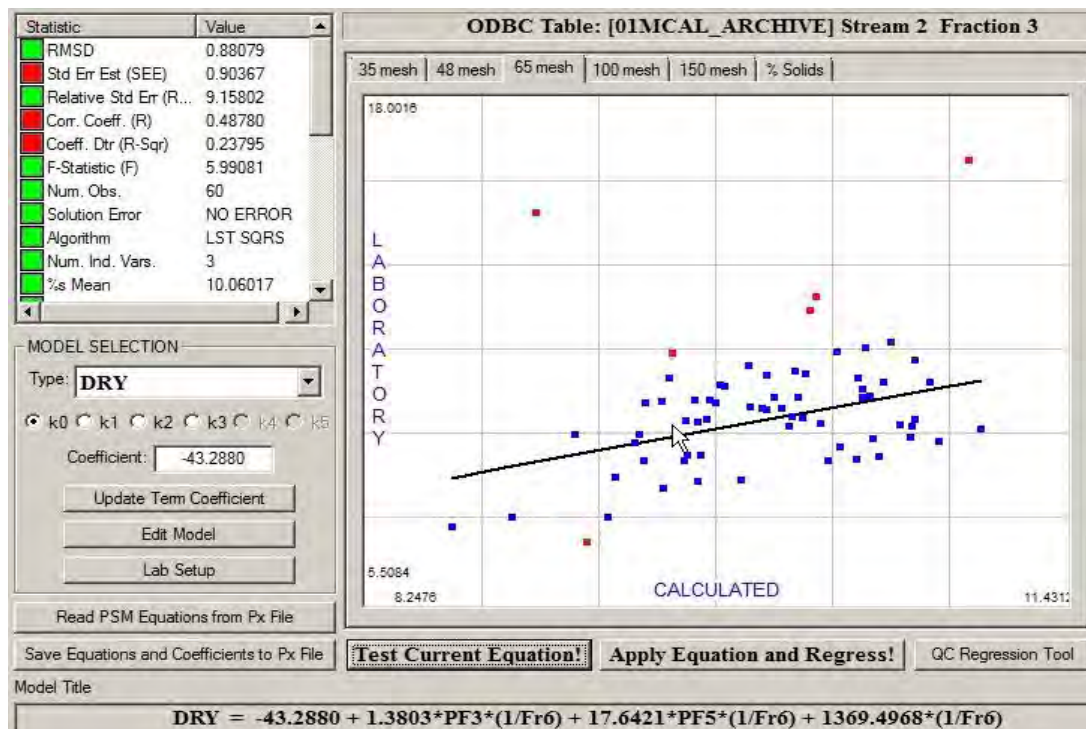 ODBC Table: [01MCAL_ARCHIVE] Stream 2 Fraction 3
Statistic Value
RMSD 0.88079
Std Err Est (SEE) 0.90367
Relative Std Err (R... 9.15802
Corr. Coeff. (R) 0.48780
Coeff. Dtr (R-Sqr) 0.23795
F-Statistic (F) 5.99081
Num. Obs. 60
Solution Error NO ERROR
Algorithm LST SQRS
Num. Ind. Vars. 3
%s Mean 10.06017
MODEL SELECTION
Type: DRY
k0 k1 k2 k3 k4 k5
Coefficient: -43.2880
Update Term Coefficient
Edit Model
Lab Setup
Read PSM Equations from Px File
Save Equations and Coefficients to Px File
35 mesh 48 mesh 65 mesh 100 mesh 150 mesh % Solids
18.0016
LABORATORY
5.5084
8.2476 CALCULATED 11.4312
Test Current Equation! Apply Equation and Regress! QC Regression Tool
Model Title
DRY = -43.2880 + 1.3803*PF3*(1/Fr6) + 17.6421*PF5*(1/Fr6) + 1369.4968*(1/Fr6)